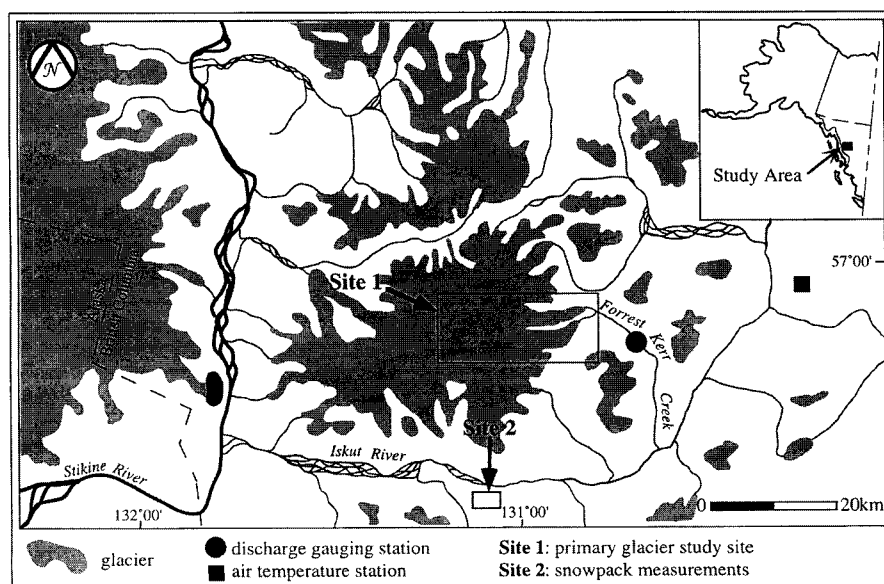 N
Study Area
57°00'
Site 1
Forrest Kerr Creek
Alaska
British Columbia
Site 2
Iskut River
Stikine River
132°00'
131°00'
0 20km
glacier
discharge gauging station
air temperature station
Site 1: primary glacier study site
Site 2: snowpack measurements